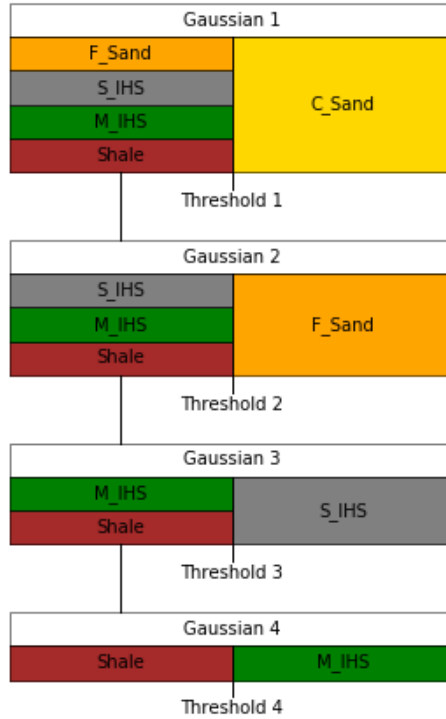 Gaussian 1
F_Sand
S_IHS
C_Sand
M_IHS
Shale
Threshold 1
Gaussian 2
S_IHS
M_IHS
F_Sand
Shale
Threshold 2
Gaussian 3
M_IHS
S_IHS
Shale
Threshold 3
Gaussian 4
Shale
M_IHS
Threshold 4